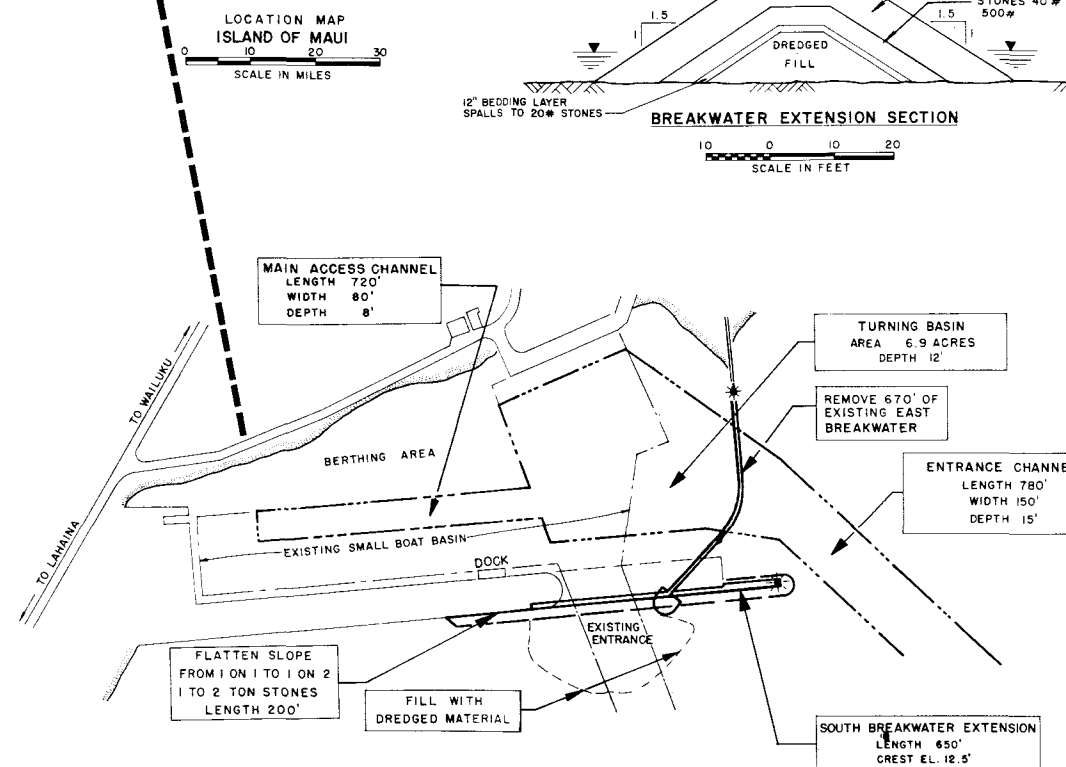 LOCATION MAP
ISLAND OF MAUI
0 10 20 30
SCALE IN MILES
1.5
1
STONES 40#
500#
1.5
1
DREDGED
FILL
12" BEDDING LAYER
SPALLS TO 20# STONES
BREAKWATER EXTENSION SECTION
10 0 10 20
SCALE IN FEET
MAIN ACCESS CHANNEL
LENGTH 720'
WIDTH 80'
DEPTH 8'
TURNING BASIN
AREA 6.9 ACRES
DEPTH 12'
REMOVE 670' OF
EXISTING EAST
BREAKWATER
ENTRANCE CHANNE
LENGTH 780'
WIDTH 150'
DEPTH 15'
TO WAILUKU
TO LAHAINA
BERTHING AREA
EXISTING SMALL BOAT BASIN
DOCK
EXISTING
ENTRANCE
FLATTEN SLOPE
FROM 1 ON 1 TO 1 ON 2
1 TO 2 TON STONES
LENGTH 200'
FILL WITH
DREDGED MATERIAL
SOUTH BREAKWATER EXTENSION
LENGTH 650'
CREST EL. 12.5'